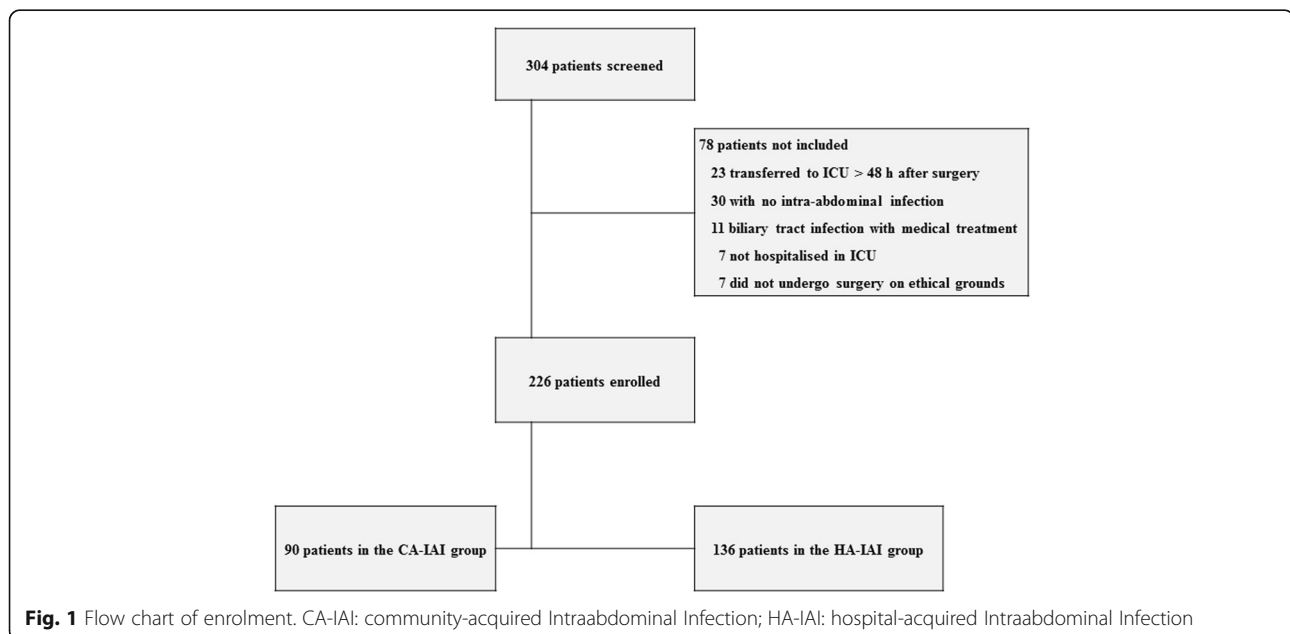 304 patients screened
78 patients not included
23 transferred to ICU > 48 h after surgery
30 with no intra-abdominal infection
11 biliary tract infection with medical treatment
7 not hospitalised in ICU
7 did not undergo surgery on ethical grounds
226 patients enrolled
90 patients in the CA-IAI group
136 patients in the HA-IAI group
Fig. 1 Flow chart of enrolment. CA-IAI: community-acquired Intraabdominal Infection; HA-IAI: hospital-acquired Intraabdominal Infection